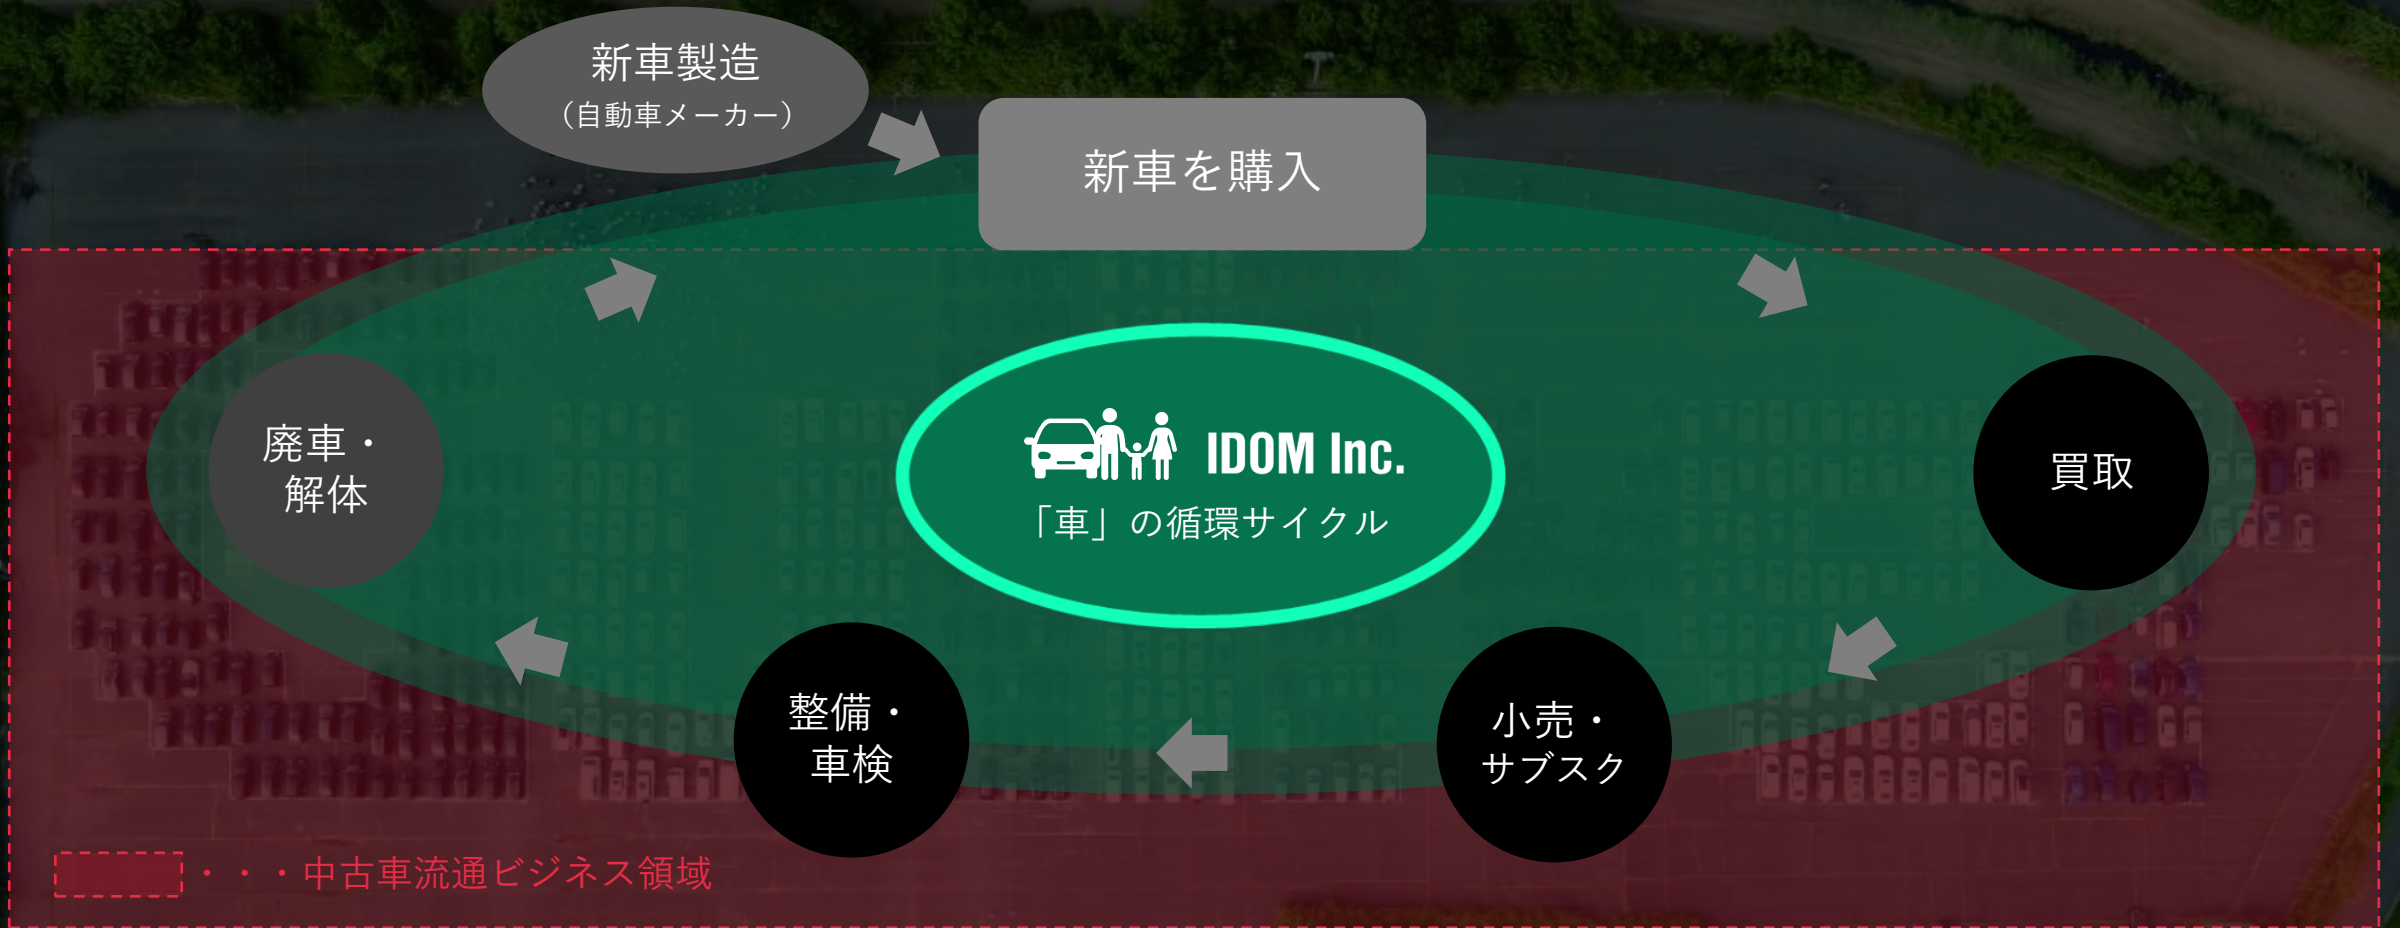 新車製造
（自動車メーカー）
新車を購入
廃車・
解体
IDOM Inc.
「車」の循環サイクル
買取
整備・
車検
小売・
サブスク
・・・中古車流通ビジネス領域